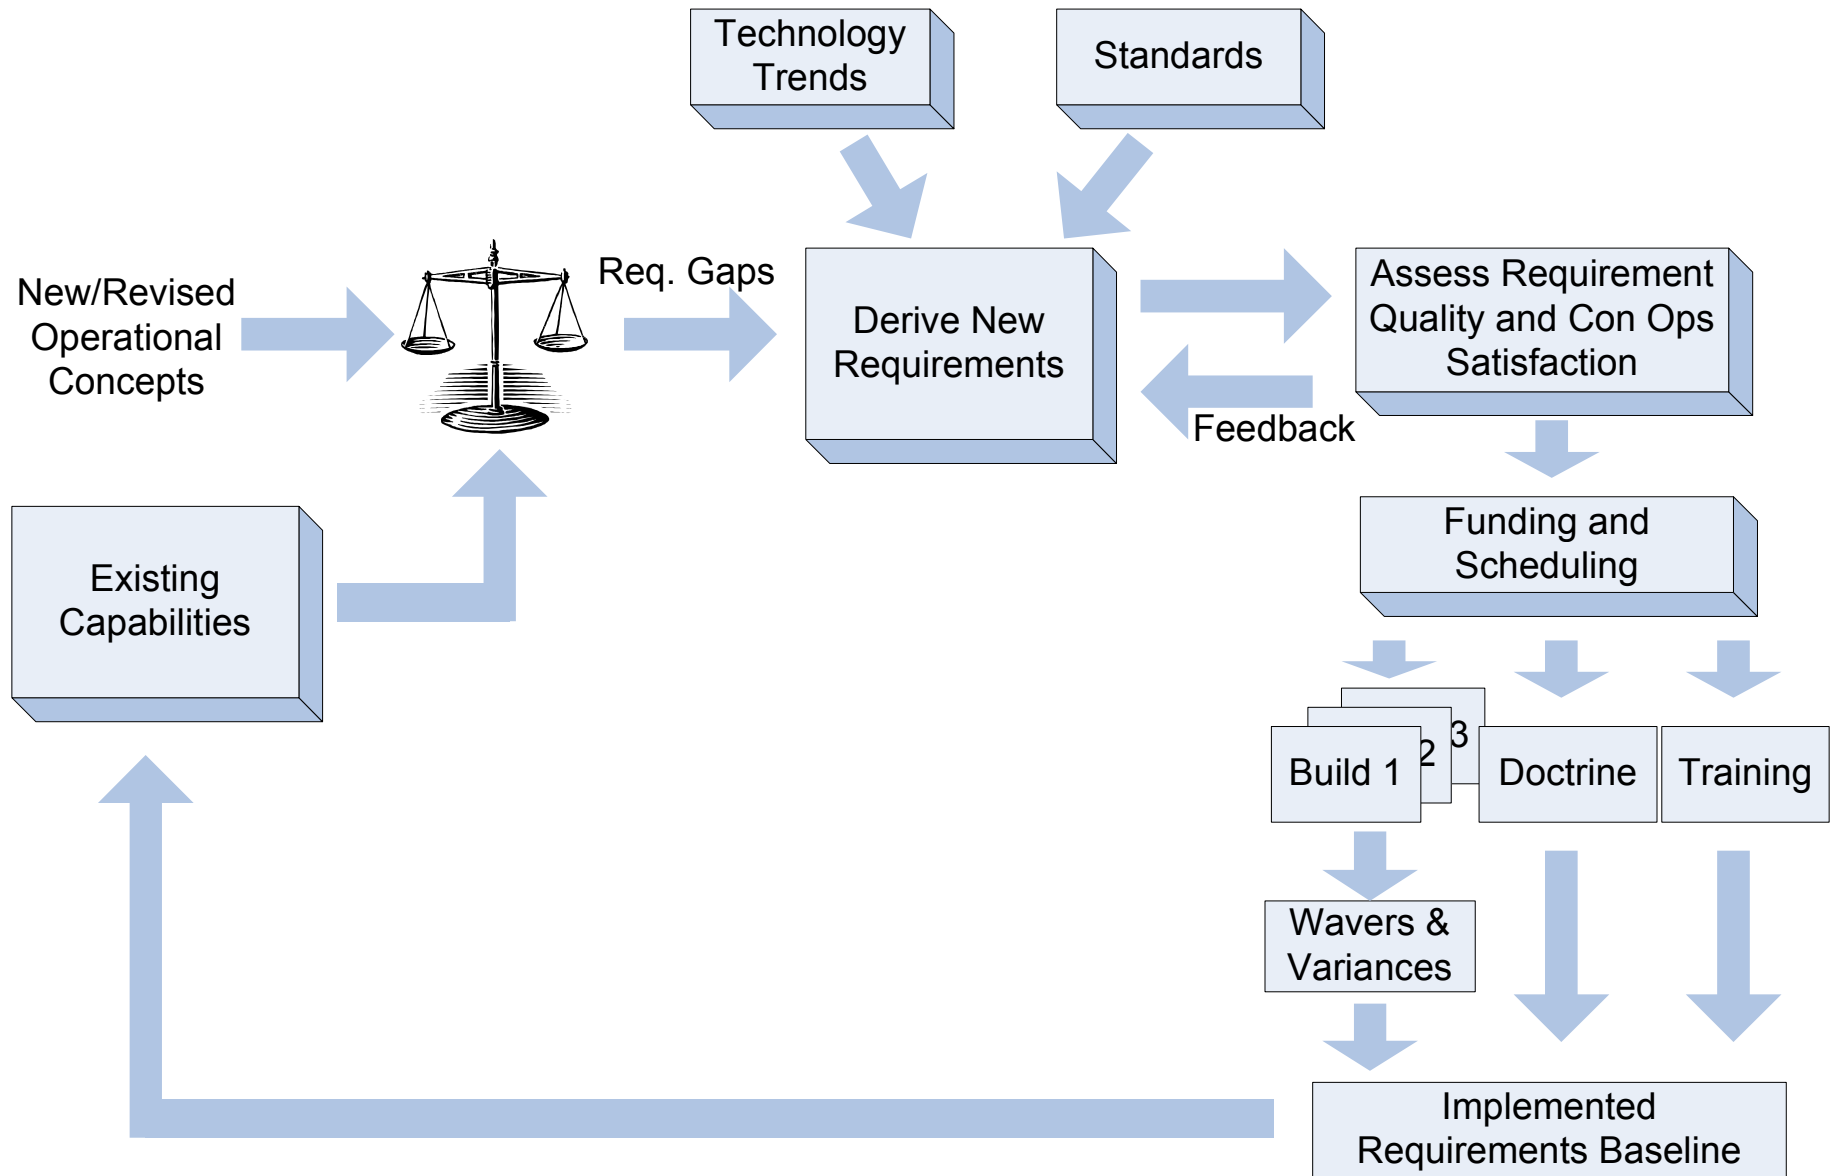 Technology
Trends
Standards
New/Revised
Operational
Concepts
Req. Gaps
Derive New
Requirements
Assess Requirement
Quality and Con Ops
Satisfaction
Feedback
Existing
Capabilities
Funding and
Scheduling
3
2
Build 1
Doctrine
Training
Wavers &
Variances
Implemented
Requirements Baseline